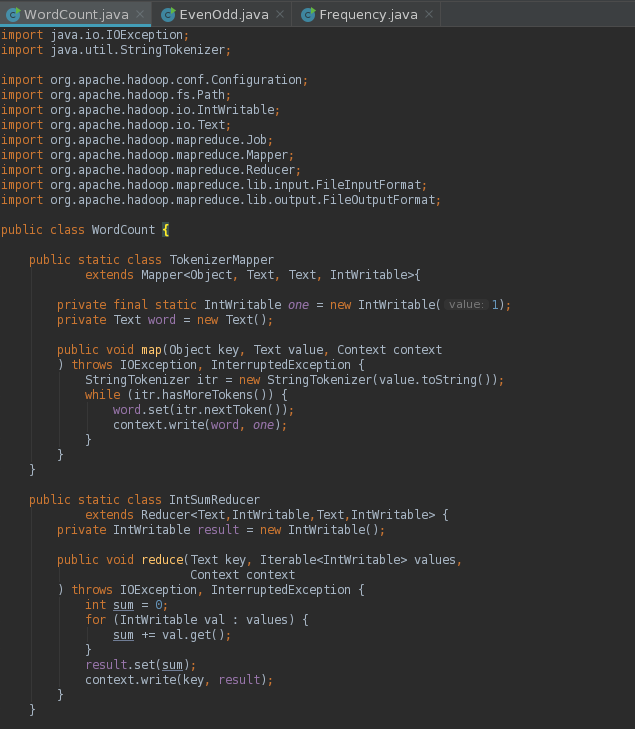 WordCount.java EvenOdd.java Frequency.java
import java.io.IOException;
import java.util.StringTokenizer;

import org.apache.hadoop.conf.Configuration;
import org.apache.hadoop.fs.Path;
import org.apache.hadoop.io.IntWritable;
import org.apache.hadoop.io.Text;
import org.apache.hadoop.mapreduce.Job;
import org.apache.hadoop.mapreduce.Mapper;
import org.apache.hadoop.mapreduce.Reducer;
import org.apache.hadoop.mapreduce.lib.input.FileInputFormat;
import org.apache.hadoop.mapreduce.lib.output.FileOutputFormat;

public class WordCount {

    public static class TokenizerMapper
            extends Mapper<Object, Text, Text, IntWritable>{

        private final static IntWritable one = new IntWritable( value: 1);
        private Text word = new Text();

        public void map(Object key, Text value, Context context
        ) throws IOException, InterruptedException {
            StringTokenizer itr = new StringTokenizer(value.toString());
            while (itr.hasMoreTokens()) {
                word.set(itr.nextToken());
                context.write(word, one);
            }
        }
    }

    public static class IntSumReducer
            extends Reducer<Text,IntWritable,Text,IntWritable> {
        private IntWritable result = new IntWritable();

        public void reduce(Text key, Iterable<IntWritable> values,
                           Context context
        ) throws IOException, InterruptedException {
            int sum = 0;
            for (IntWritable val : values) {
                sum += val.get();
            }
            result.set(sum);
            context.write(key, result);
        }
    }